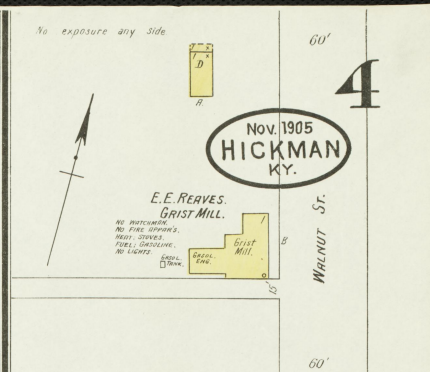 No exposure any side
60'
4
1 x
1 x
D
A
Nov. 1905
HICKMAN
KY.
E.E. REAVES.
GRIST MILL.
NO WATCHMAN.
NO FIRE APPAR'S.
HEAT: STOVES.
FUEL: GASOLINE.
NO LIGHTS.
GASOL.
TANK.
GASOL.
ENG.
1
Grist
Mill.
B
WALNUT ST.
15'
60'